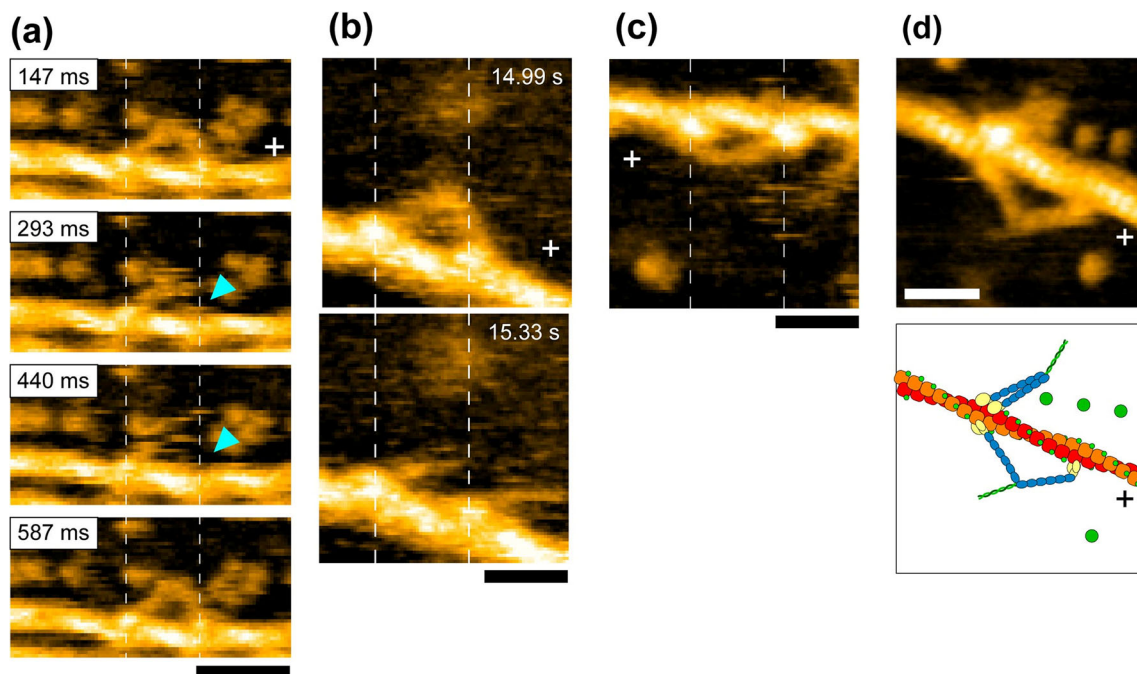 (a)
147 ms
+
293 ms
440 ms
587 ms
(b)
14.99 s
+
15.33 s
(c)
+
(d)
+
+